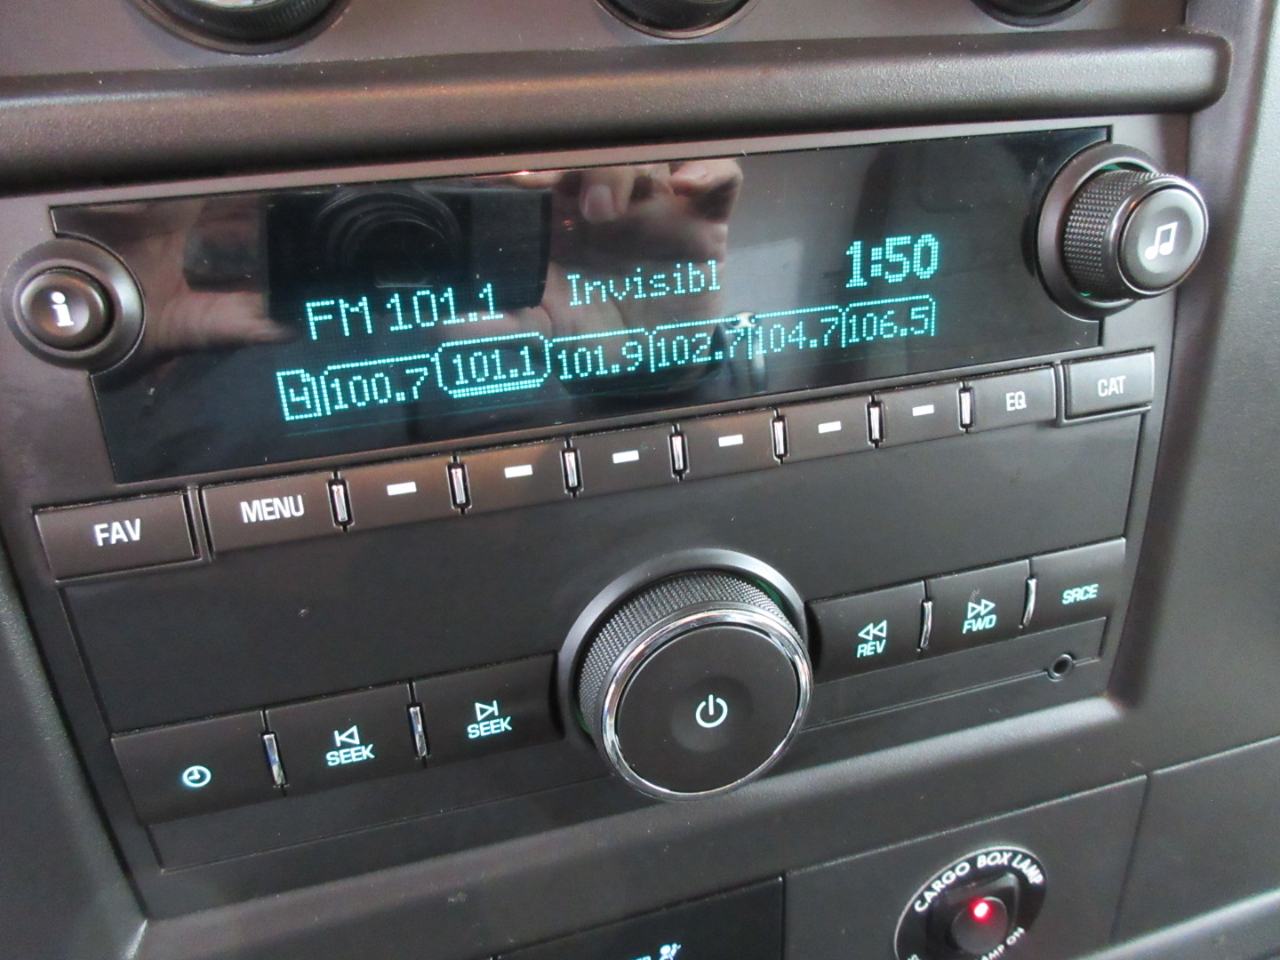 FM 101.1 Invisibl 1:50
4 100.7 101.1 101.9 102.7 104.7 106.5
i
FAV MENU EQ CAT
SEEK SEEK REV FWD SRCE
CARGO BOX LAMP